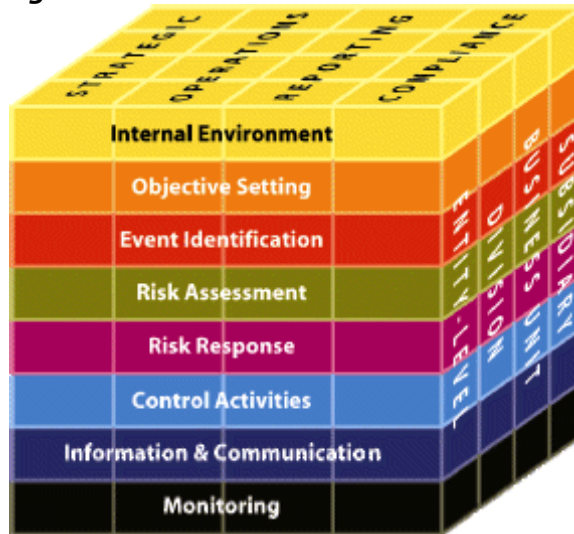 STRATEGIC
OPERATIONS
REPORTING
COMPLIANCE
Internal Environment
Objective Setting
Event Identification
Risk Assessment
Risk Response
Control Activities
Information & Communication
Monitoring
ENTITY-LEVEL
DIVISION
BUSINESS UNIT
SUBSIDIARY